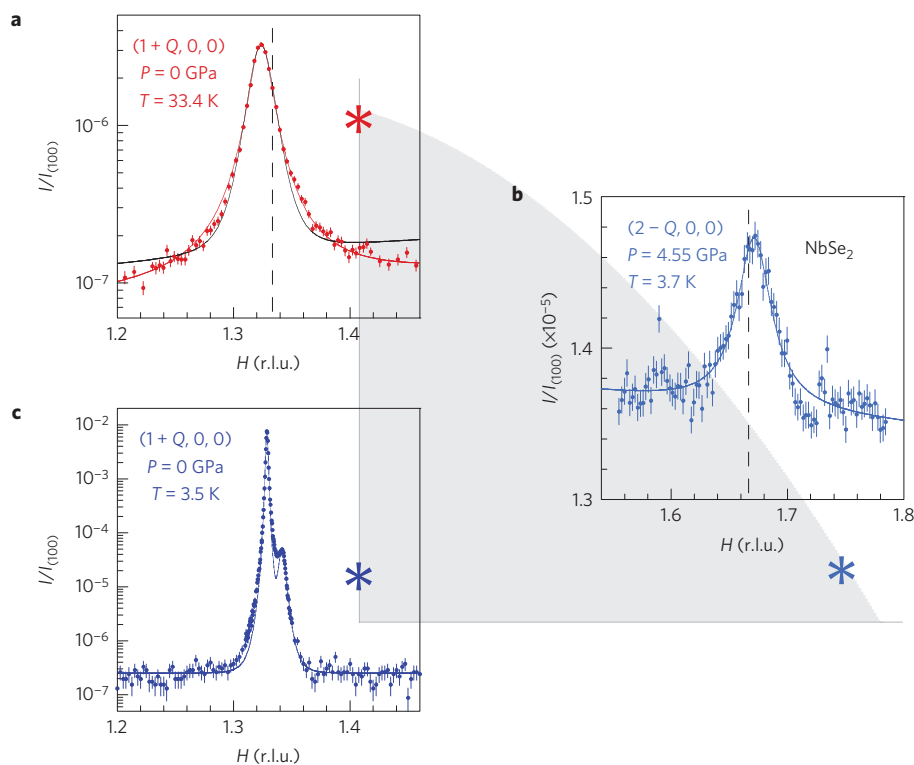 a
(1 + Q, 0, 0)
P = 0 GPa
T = 33.4 K
10⁻⁶
10⁻⁷
I/I₍₁₀₀₎
1.2
1.3
1.4
H (r.l.u.)
b
(2 − Q, 0, 0)
P = 4.55 GPa
T = 3.7 K
NbSe₂
1.5
1.4
1.3
I/I₍₁₀₀₎ (×10⁻⁵)
1.6
1.7
1.8
H (r.l.u.)
c
(1 + Q, 0, 0)
P = 0 GPa
T = 3.5 K
10⁻²
10⁻³
10⁻⁴
10⁻⁵
10⁻⁶
10⁻⁷
I/I₍₁₀₀₎
1.2
1.3
1.4
H (r.l.u.)